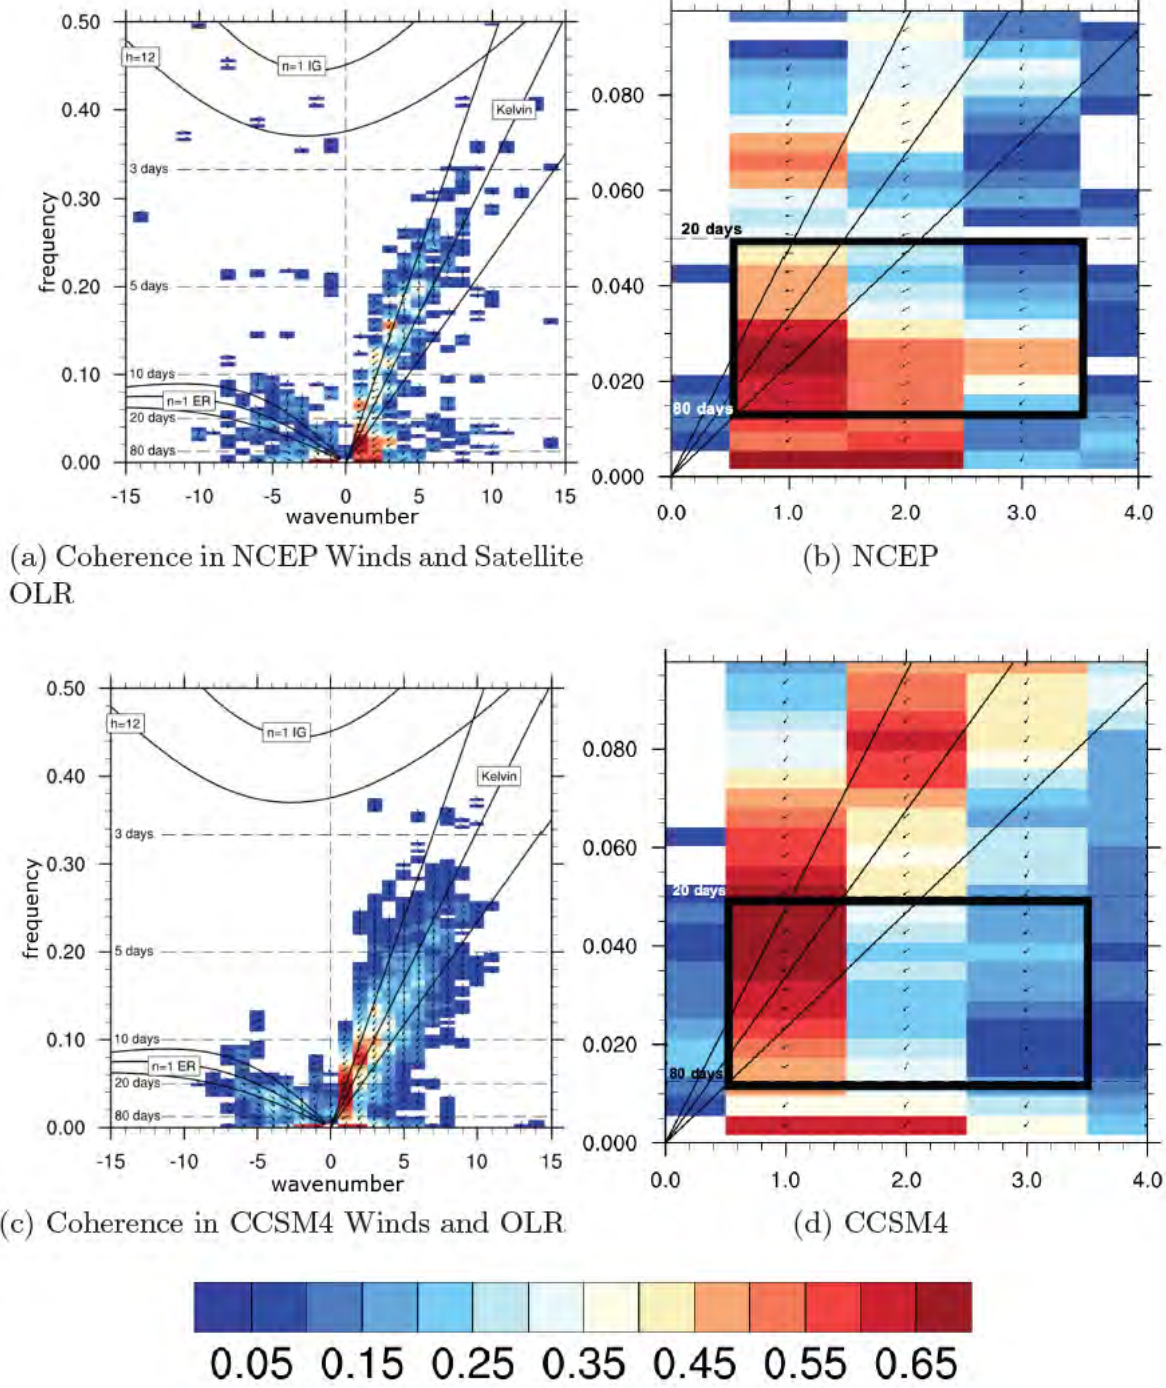 0.50
0.40
0.30
0.20
0.10
0.00
frequency
h=12
n=1 IG
Kelvin
3 days
5 days
10 days
n=1 ER
20 days
80 days
-15 -10 -5 0 5 10 15
wavenumber
(a) Coherence in NCEP Winds and Satellite
OLR
0.080
0.060
0.040
0.020
0.000
20 days
80 days
0.0 1.0 2.0 3.0 4.0
(b) NCEP
0.50
0.40
0.30
0.20
0.10
0.00
frequency
h=12
n=1 IG
Kelvin
3 days
5 days
10 days
n=1 ER
20 days
80 days
-15 -10 -5 0 5 10 15
wavenumber
(c) Coherence in CCSM4 Winds and OLR
0.080
0.060
0.040
0.020
0.000
20 days
80 days
0.0 1.0 2.0 3.0 4.0
(d) CCSM4
0.05 0.15 0.25 0.35 0.45 0.55 0.65